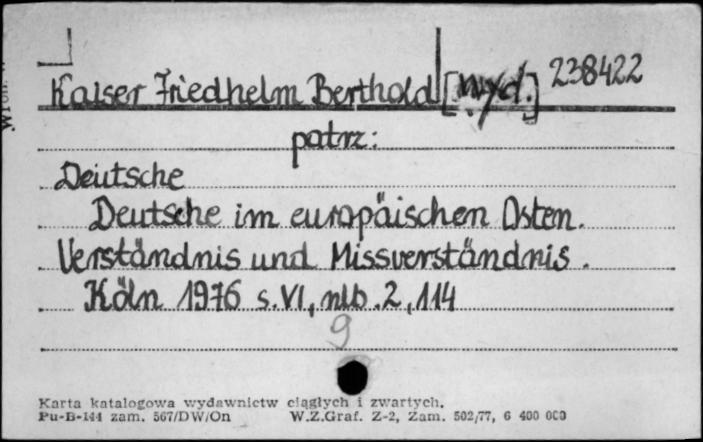 Kaiser Friedhelm Berthold [Wyd.] 238422
patrz:
Deutsche
Deutsche im europäischen Osten.
Verständnis und Missverständnis.
Köln 1976 s. VI, nlb. 2, 114
9
Karta katalogowa wydawnictw ciągłych i zwartych.
Pu-B-144 zam. 567/DW/On W.Z.Graf. Z-2, Zam. 502/77, 6 400 000